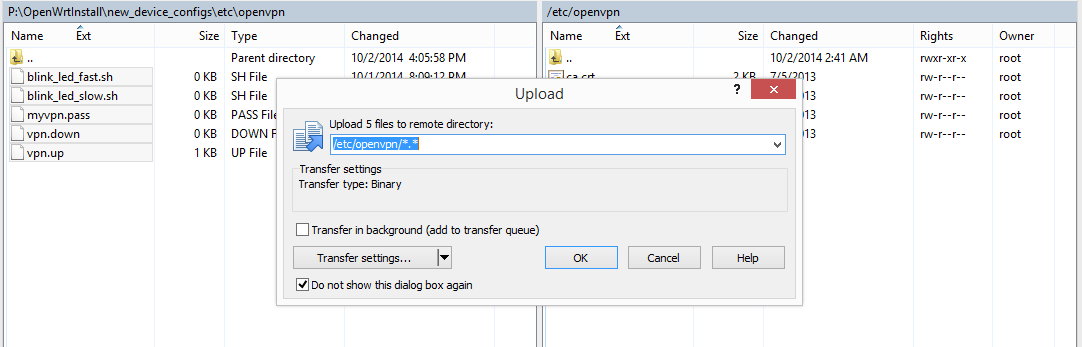 P:\OpenWrtInstall\new_device_configs\etc\openvpn
Name Ext Size Type Changed
.. Parent directory 10/2/2014 4:05:58 PM
blink_led_fast.sh 0 KB SH File 10/1/2014 8:09:12 PM
blink_led_slow.sh 0 KB SH File
myvpn.pass 0 KB PASS File
vpn.down 0 KB DOWN F
vpn.up 1 KB UP File
/etc/openvpn
Name Ext Size Changed Rights Owner
.. 10/2/2014 2:41 AM rwxr-xr-x root
ca.crt 2 KB 7/5/2013 rw-r--r-- root
013 rw-r--r-- root
013 rw-r--r-- root
Upload
?
Upload 5 files to remote directory:
/etc/openvpn/*.*
Transfer settings
Transfer type: Binary
Transfer in background (add to transfer queue)
Transfer settings... OK Cancel Help
Do not show this dialog box again